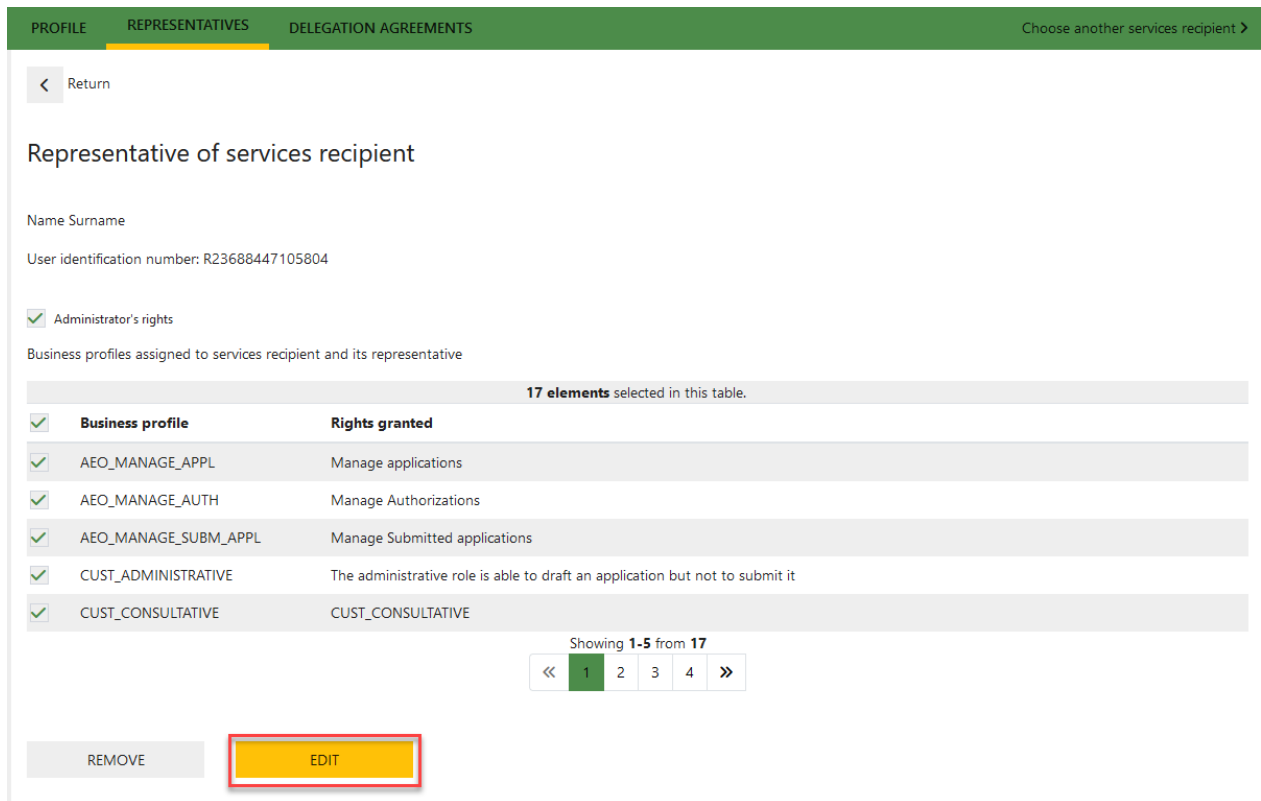 PROFILE REPRESENTATIVES DELEGATION AGREEMENTS Choose another services recipient
Return
Representative of services recipient
Name Surname
User identification number: R23688447105804
Administrator's rights
Business profiles assigned to services recipient and its representative
17 elements selected in this table.
Business profile Rights granted
AEO_MANAGE_APPL Manage applications
AEO_MANAGE_AUTH Manage Authorizations
AEO_MANAGE_SUBM_APPL Manage Submitted applications
CUST_ADMINISTRATIVE The administrative role is able to draft an application but not to submit it
CUST_CONSULTATIVE CUST_CONSULTATIVE
Showing 1-5 from 17
« 1 2 3 4 »
REMOVE EDIT